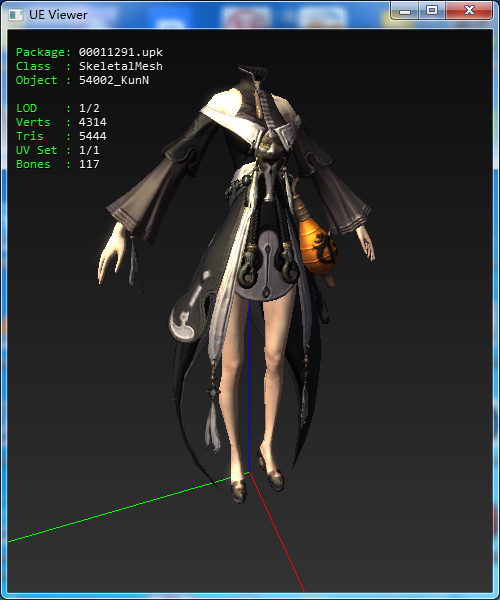 UE Viewer
Package: 00011291.upk
Class  : SkeletalMesh
Object : 54002_KunN
LOD    : 1/2
Verts  : 4314
Tris   : 5444
UV Set : 1/1
Bones  : 117